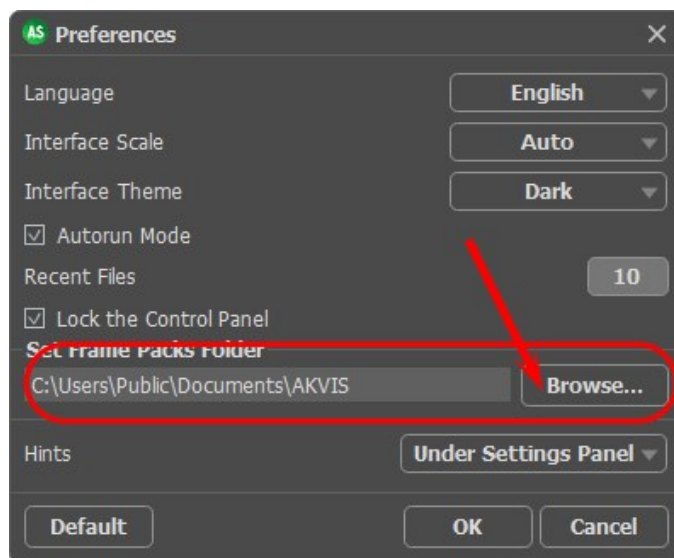 AS Preferences
Language English
Interface Scale Auto
Interface Theme Dark
Autorun Mode
Recent Files 10
Lock the Control Panel
Set Frame Packs Folder
C:\Users\Public\Documents\AKVIS Browse...
Hints Under Settings Panel
Default OK Cancel